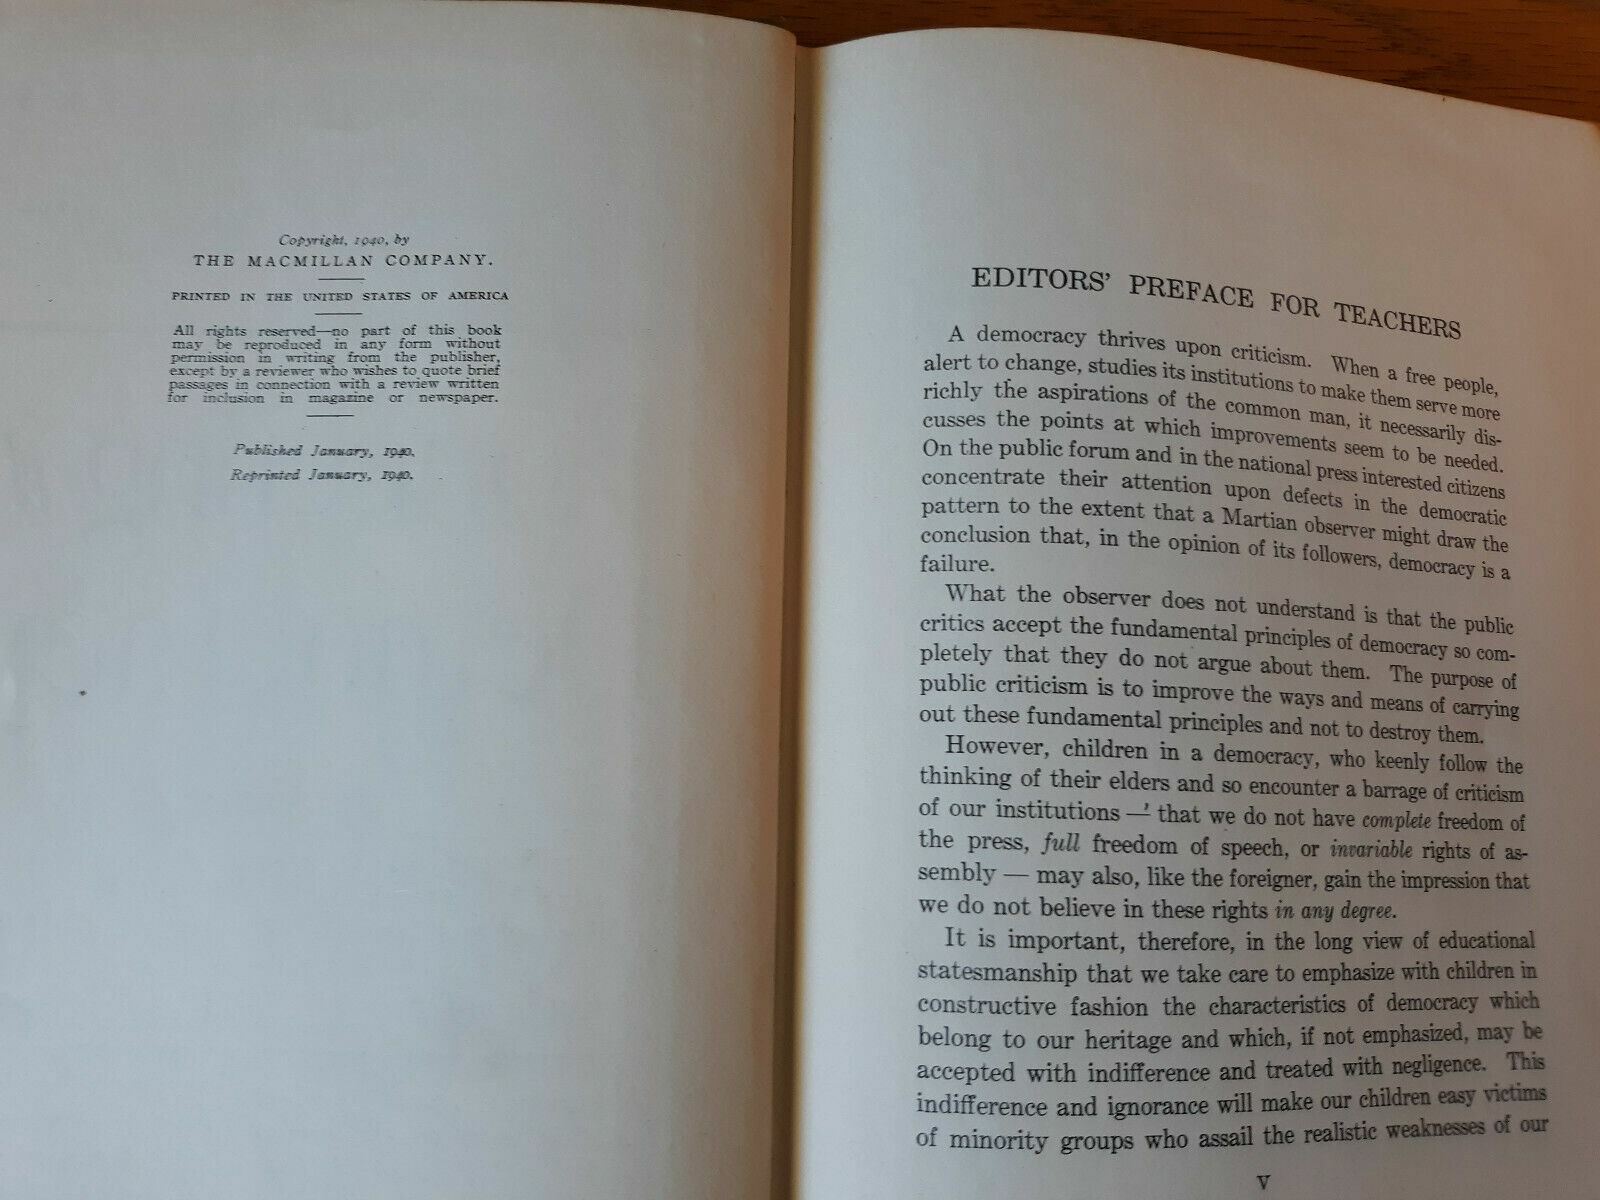 Copyright, 1940, by
THE MACMILLAN COMPANY.
PRINTED IN THE UNITED STATES OF AMERICA
All rights reserved—no part of this book
may be reproduced in any form without
permission in writing from the publisher,
except by a reviewer who wishes to quote brief
passages in connection with a review written
for inclusion in magazine or newspaper.
Published January, 1940.
Reprinted January, 1940.
EDITORS' PREFACE FOR TEACHERS
A democracy thrives upon criticism. When a free people,
alert to change, studies its institutions to make them serve more
richly the aspirations of the common man, it necessarily dis-
cusses the points at which improvements seem to be needed.
On the public forum and in the national press interested citizens
concentrate their attention upon defects in the democratic
pattern to the extent that a Martian observer might draw the
conclusion that, in the opinion of its followers, democracy is a
failure.
What the observer does not understand is that the public
critics accept the fundamental principles of democracy so com-
pletely that they do not argue about them. The purpose of
public criticism is to improve the ways and means of carrying
out these fundamental principles and not to destroy them.
However, children in a democracy, who keenly follow the
thinking of their elders and so encounter a barrage of criticism
of our institutions — that we do not have complete freedom of
the press, full freedom of speech, or invariable rights of as-
sembly — may also, like the foreigner, gain the impression that
we do not believe in these rights in any degree.
It is important, therefore, in the long view of educational
statesmanship that we take care to emphasize with children in
constructive fashion the characteristics of democracy which
belong to our heritage and which, if not emphasized, may be
accepted with indifference and treated with negligence. This
indifference and ignorance will make our children easy victims
of minority groups who assail the realistic weaknesses of our
V